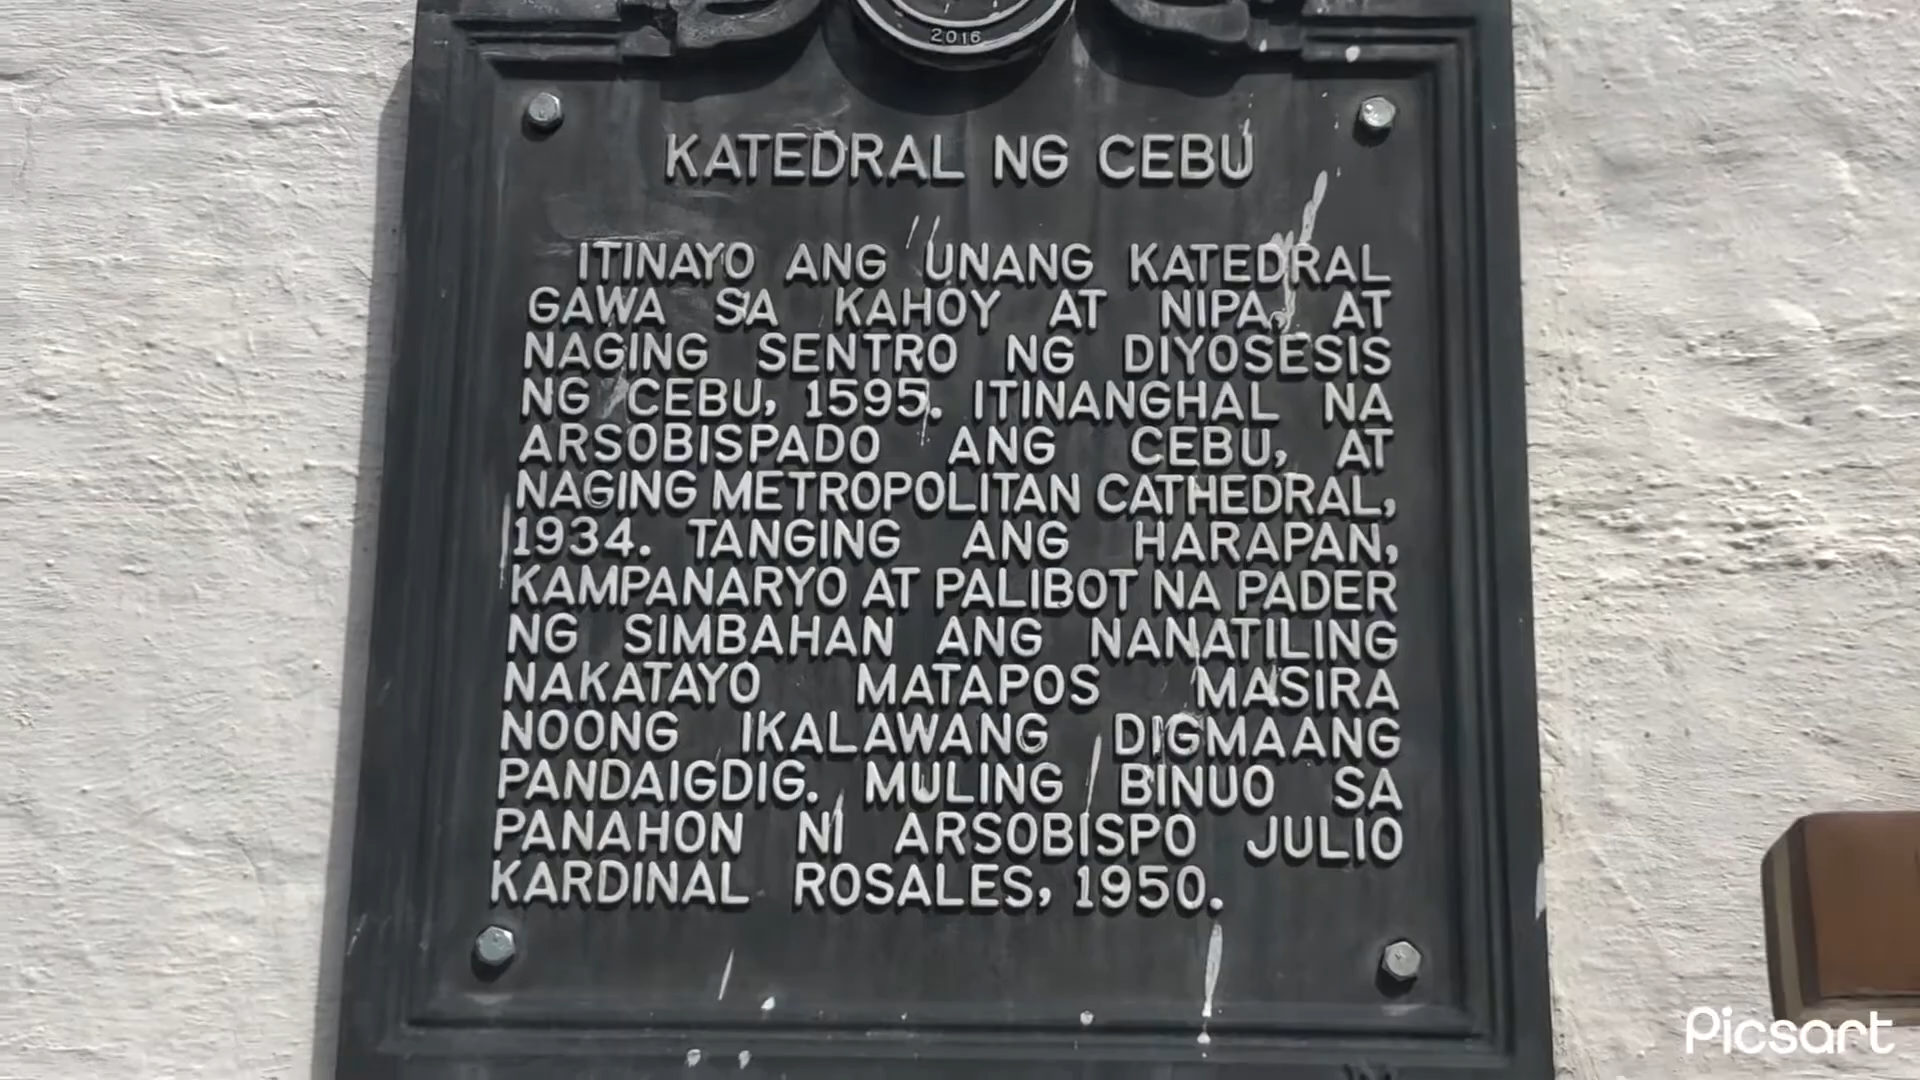 2016
KATEDRAL NG CEBU
ITINAYO ANG UNANG KATEDRAL
GAWA SA KAHOY AT NIPA, AT
NAGING SENTRO NG DIYOSESIS
NG CEBU, 1595. ITINANGHAL NA
ARSOBISPADO ANG CEBU, AT
NAGING METROPOLITAN CATHEDRAL,
1934. TANGING ANG HARAPAN,
KAMPANARYO AT PALIBOT NA PADER
NG SIMBAHAN ANG NANATILING
NAKATAYO MATAPOS MASIRA
NOONG IKALAWANG DIGMAANG
PANDAIGDIG. MULING BINUO SA
PANAHON NI ARSOBISPO JULIO
KARDINAL ROSALES, 1950.
Picsart